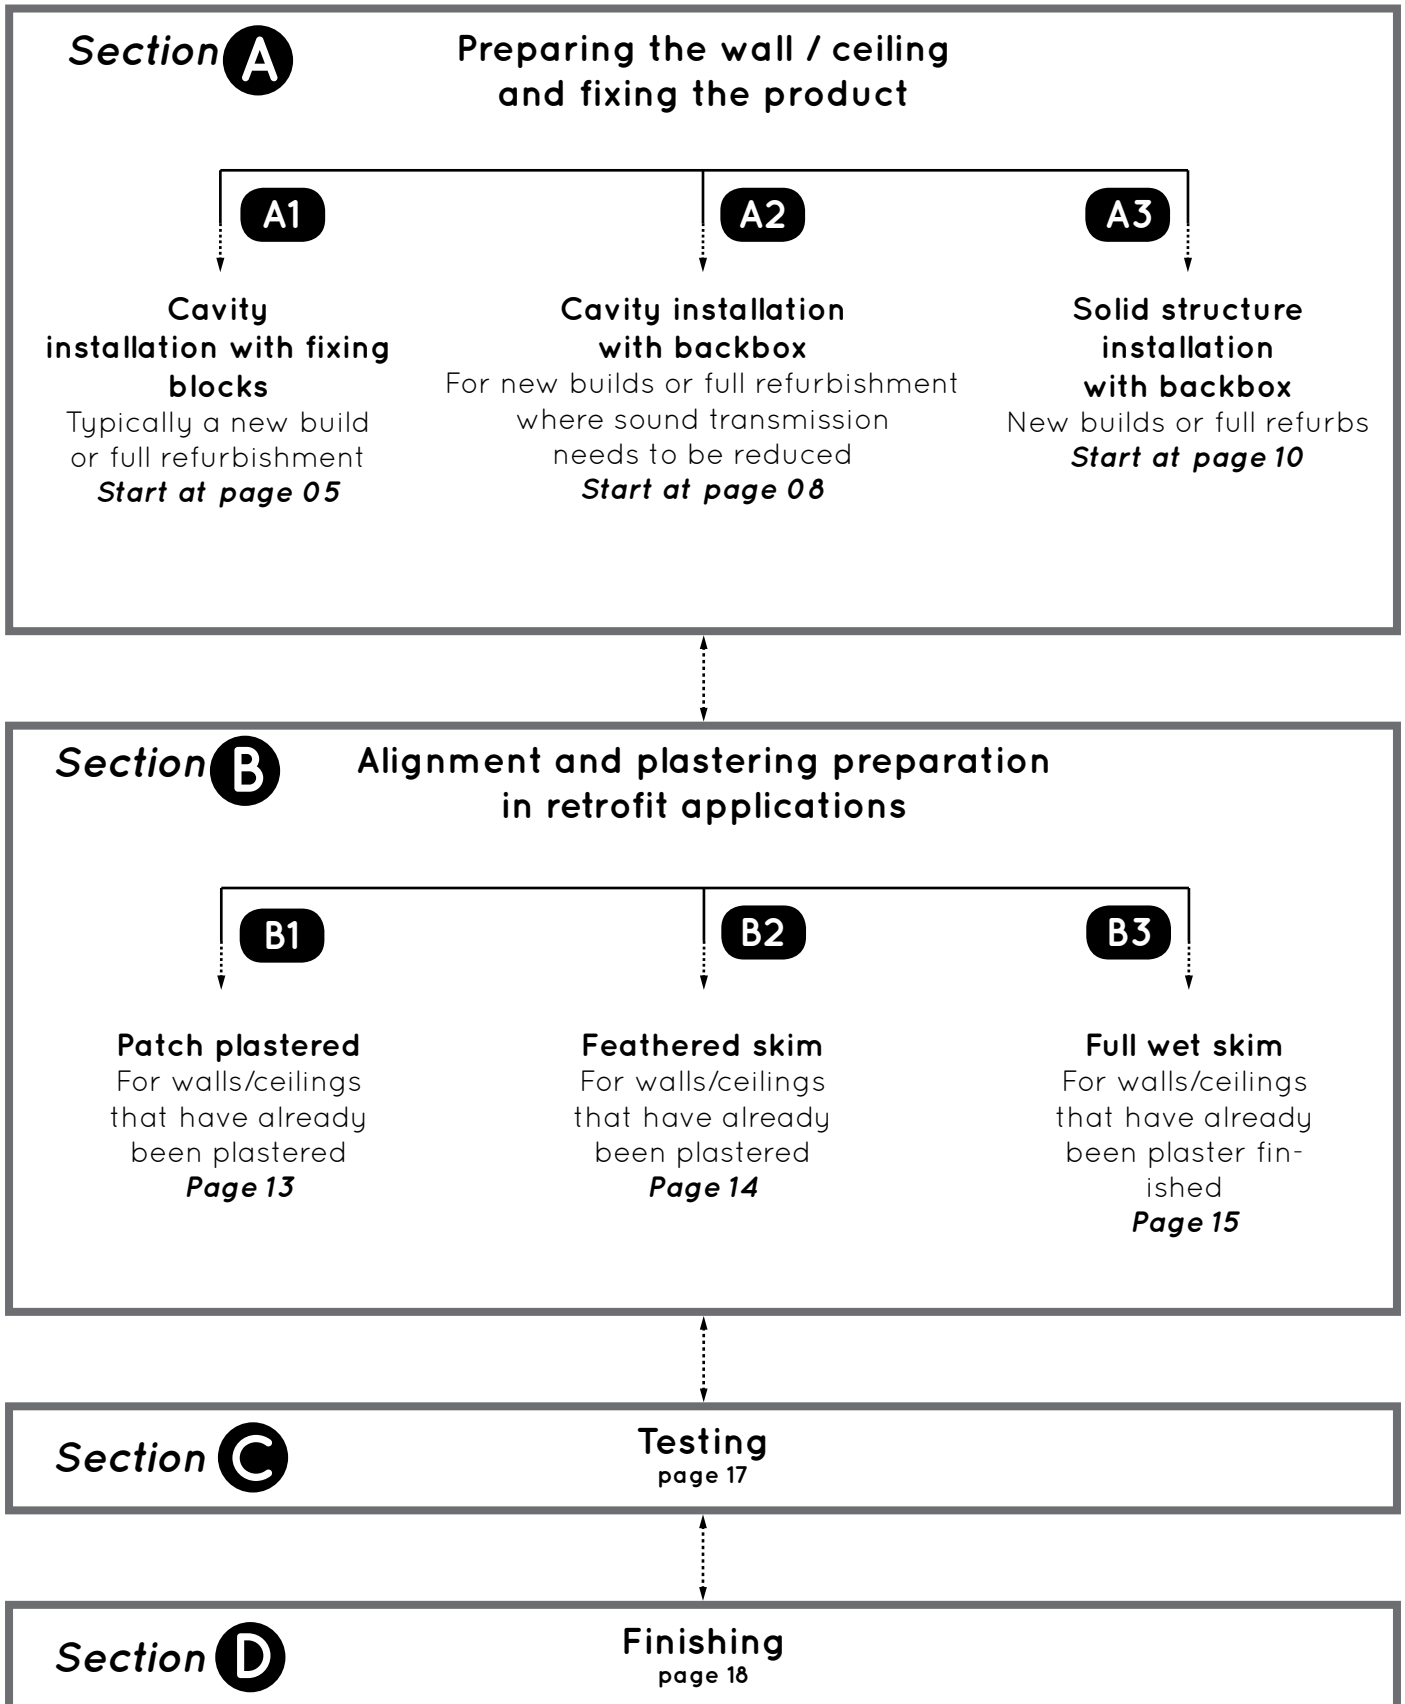 Section A
Preparing the wall / ceiling
and fixing the product
A1
A2
A3
Cavity
installation with fixing
blocks
Typically a new build
or full refurbishment
Start at page 05
Cavity installation
with backbox
For new builds or full refurbishment
where sound transmission
needs to be reduced
Start at page 08
Solid structure
installation
with backbox
New builds or full refurbs
Start at page 10
Section B
Alignment and plastering preparation
in retrofit applications
B1
B2
B3
Patch plastered
For walls/ceilings
that have already
been plastered
Page 13
Feathered skim
For walls/ceilings
that have already
been plastered
Page 14
Full wet skim
For walls/ceilings
that have already
been plaster fin-
ished
Page 15
Section C
Testing
page 17
Section D
Finishing
page 18